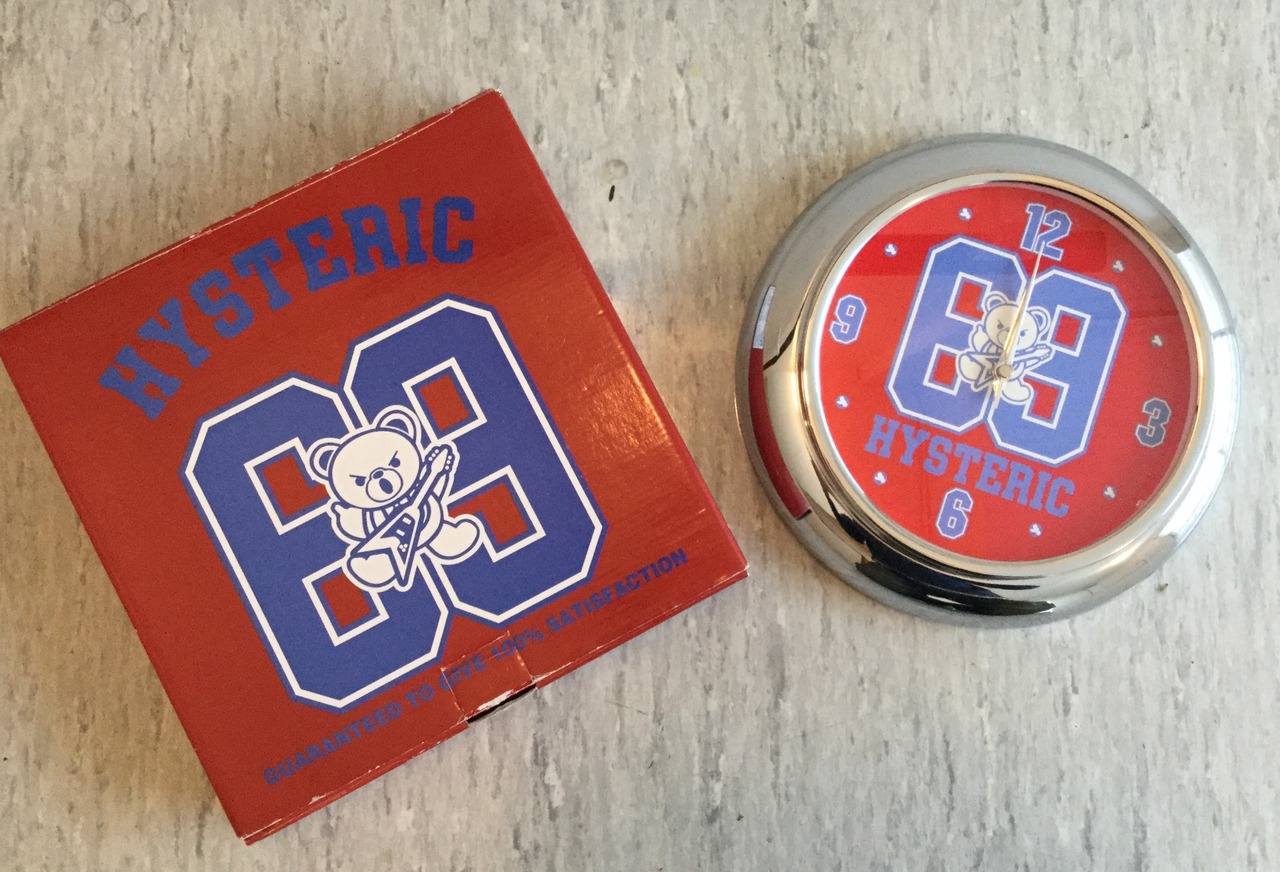 HYSTERIC
69
GUARANTEED TO GIVE 100% SATISFACTION
12
9
69
3
HYSTERIC
6